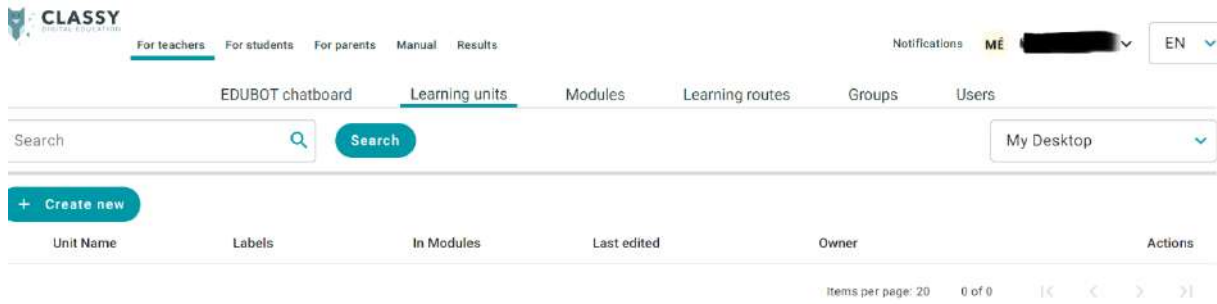 CLASSY
DIGITAL EDUCATION
For teachers For students For parents Manual Results
Notifications MÉ EN
EDUBOT chatboard Learning units Modules Learning routes Groups Users
Search Search My Desktop
+ Create new
Unit Name Labels In Modules Last edited Owner Actions
Items per page: 20 0 of 0